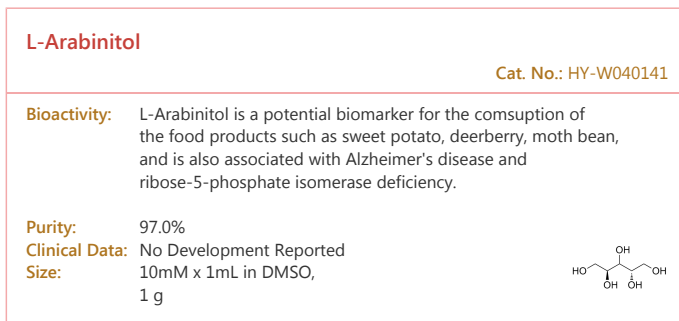 L-Arabinitol
Cat. No.: HY-W040141
Bioactivity: L-Arabinitol is a potential biomarker for the comsuption of
the food products such as sweet potato, deerberry, moth bean,
and is also associated with Alzheimer's disease and
ribose-5-phosphate isomerase deficiency.
Purity: 97.0%
Clinical Data: No Development Reported
Size: 10mM x 1mL in DMSO,
1 g
OH
HO OH
OH OH